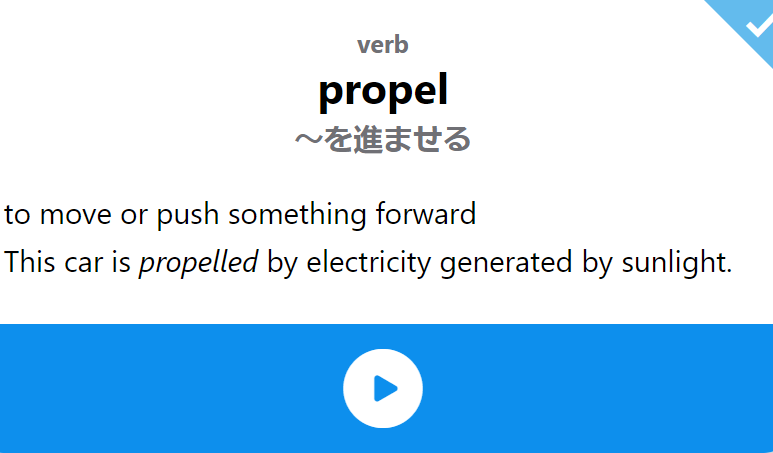 verb
propel
～を進ませる
to move or push something forward
This car is propelled by electricity generated by sunlight.